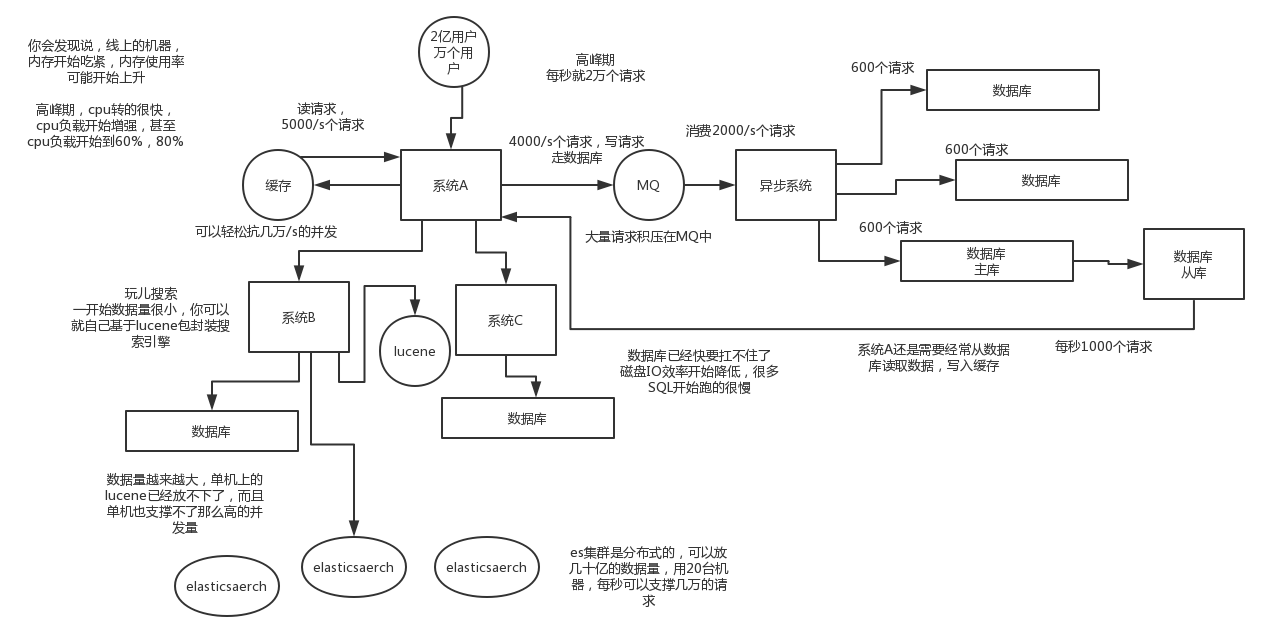 2亿用户
万个用
户
你会发现说，线上的机器，
内存开始吃紧，内存使用率
可能开始上升
高峰期
每秒就2万个请求
高峰期，cpu转的很快，
cpu负载开始增强，甚至
cpu负载开始到60%，80%
读请求，
5000/s个请求
4000/s个请求，写请求
走数据库
消费2000/s个请求
600个请求
数据库
缓存
系统A
MQ
异步系统
600个请求
数据库
可以轻松抗几万/s的并发
大量请求积压在MQ中
600个请求
数据库
主库
数据库
从库
玩儿搜索
一开始数据量很小，你可以
就自己基于lucene包封装搜
索引擎
系统B
lucene
系统C
数据库已经快要扛不住了
磁盘IO效率开始降低，很多
SQL开始跑的很慢
系统A还是需要经常从数据
库读取数据，写入缓存
每秒1000个请求
数据库
数据库
数据量越来越大，单机上的
lucene已经放不下了，而且
单机也支撑不了那么高的并
发量
elasticsaerch
elasticsaerch
elasticsaerch
es集群是分布式的，可以放
几十亿的数据量，用20台机
器，每秒可以支撑几万的请
求